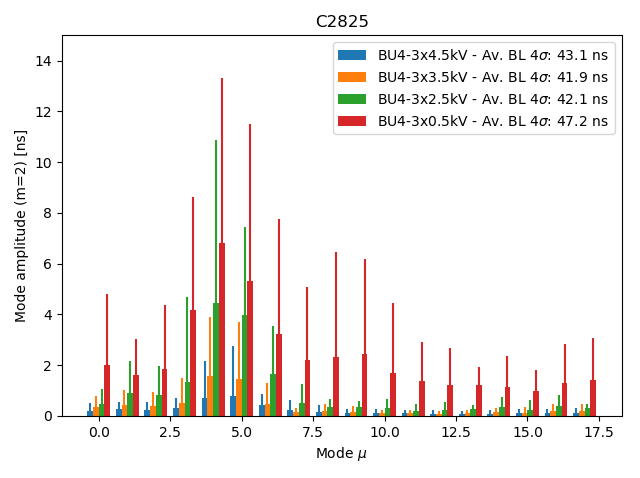 C2825
BU4-3x4.5kV - Av. BL 4σ: 43.1 ns
BU4-3x3.5kV - Av. BL 4σ: 41.9 ns
BU4-3x2.5kV - Av. BL 4σ: 42.1 ns
BU4-3x0.5kV - Av. BL 4σ: 47.2 ns
Mode amplitude (m=2) [ns]
14
12
10
8
6
4
2
0
0.0 2.5 5.0 7.5 10.0 12.5 15.0 17.5
Mode μ